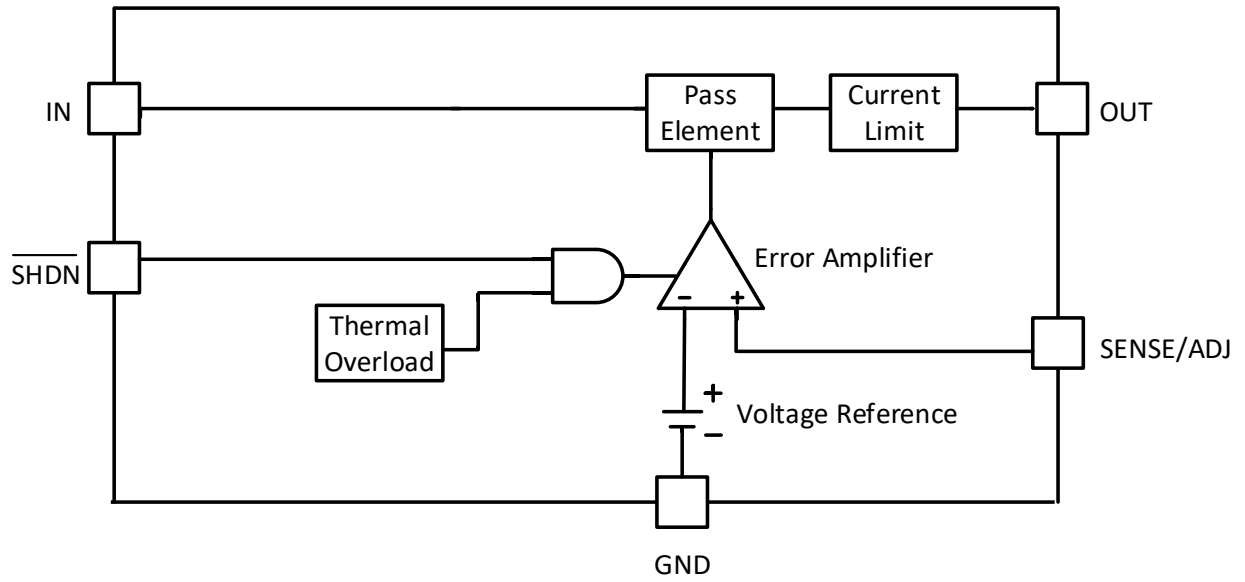 IN
Pass
Element
Current
Limit
OUT
SHDN
Error Amplifier
- +
Thermal
Overload
SENSE/ADJ
+
Voltage Reference
−
GND